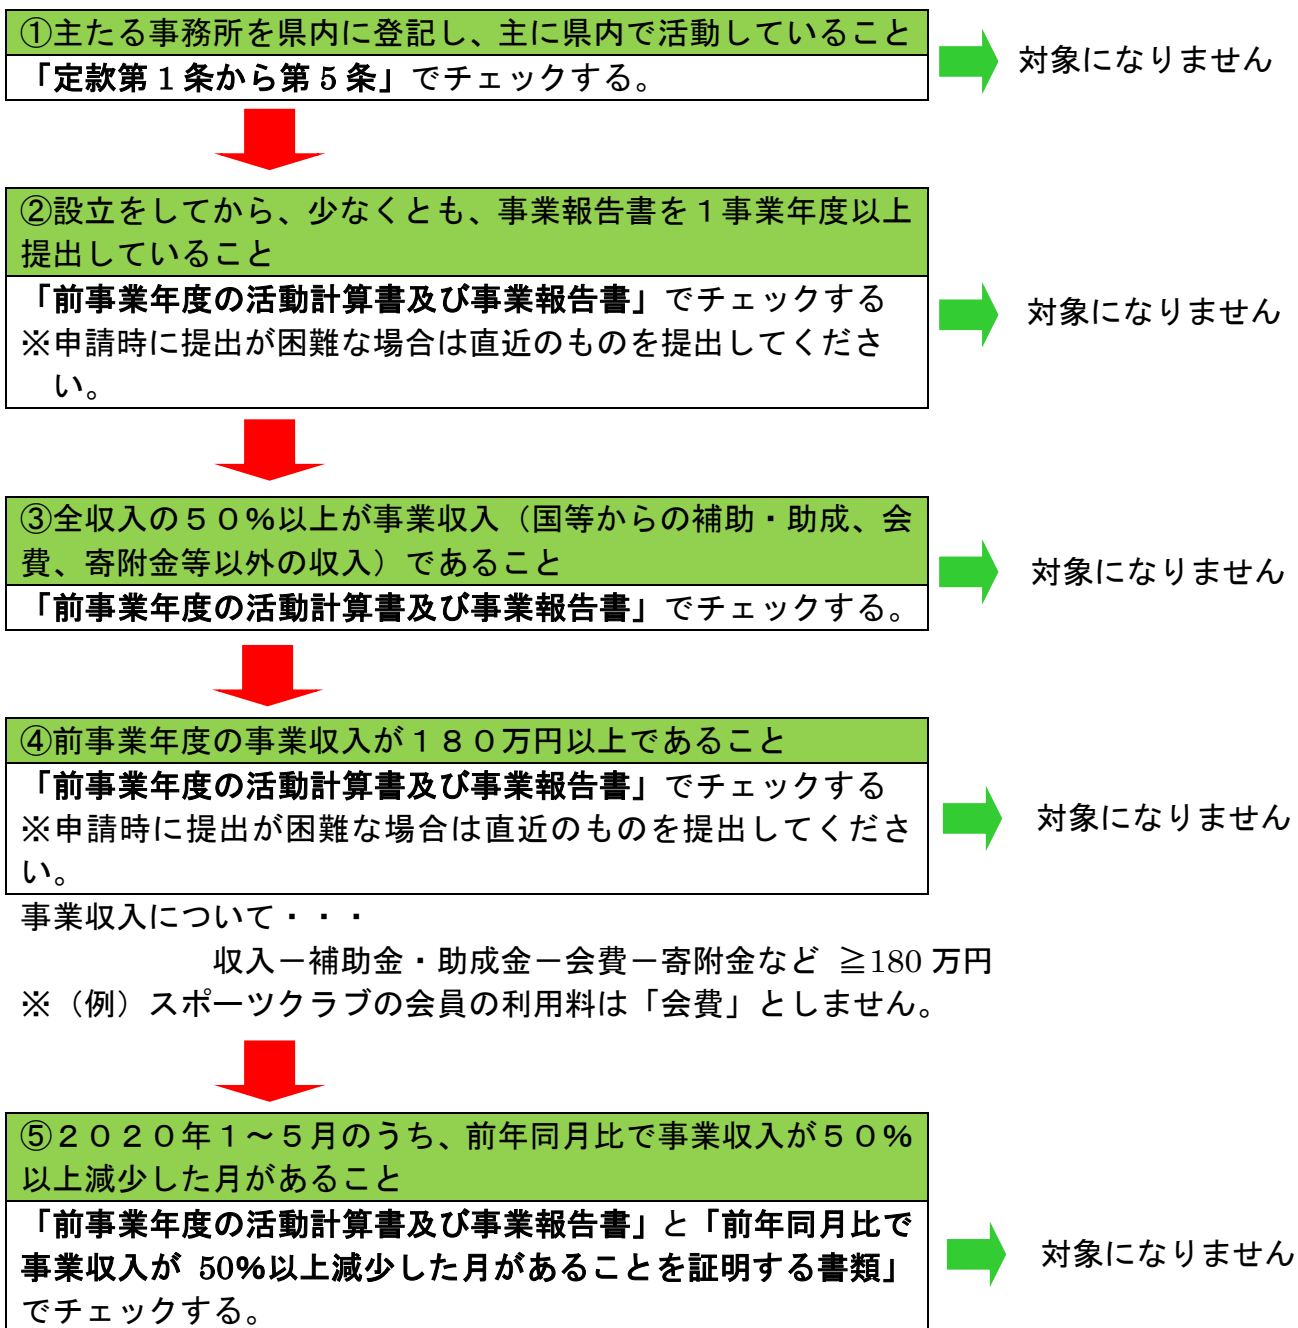 ①主たる事務所を県内に登記し、主に県内で活動していること
「定款第 1 条から第 5 条」でチェックする。
対象になりません
②設立をしてから、少なくとも、事業報告書を１事業年度以上
提出していること
「前事業年度の活動計算書及び事業報告書」でチェックする
※申請時に提出が困難な場合は直近のものを提出してくださ
い。
対象になりません
③全収入の５０％以上が事業収入（国等からの補助・助成、会
費、寄附金等以外の収入）であること
「前事業年度の活動計算書及び事業報告書」でチェックする。
対象になりません
④前事業年度の事業収入が１８０万円以上であること
「前事業年度の活動計算書及び事業報告書」でチェックする
※申請時に提出が困難な場合は直近のものを提出してくださ
い。
対象になりません
事業収入について・・・
収入－補助金・助成金－会費－寄附金など ≧180 万円
※（例）スポーツクラブの会員の利用料は「会費」としません。
⑤２０２０年１～５月のうち、前年同月比で事業収入が５０％
以上減少した月があること
「前事業年度の活動計算書及び事業報告書」と「前年同月比で
事業収入が 50%以上減少した月があることを証明する書類」
でチェックする。
対象になりません